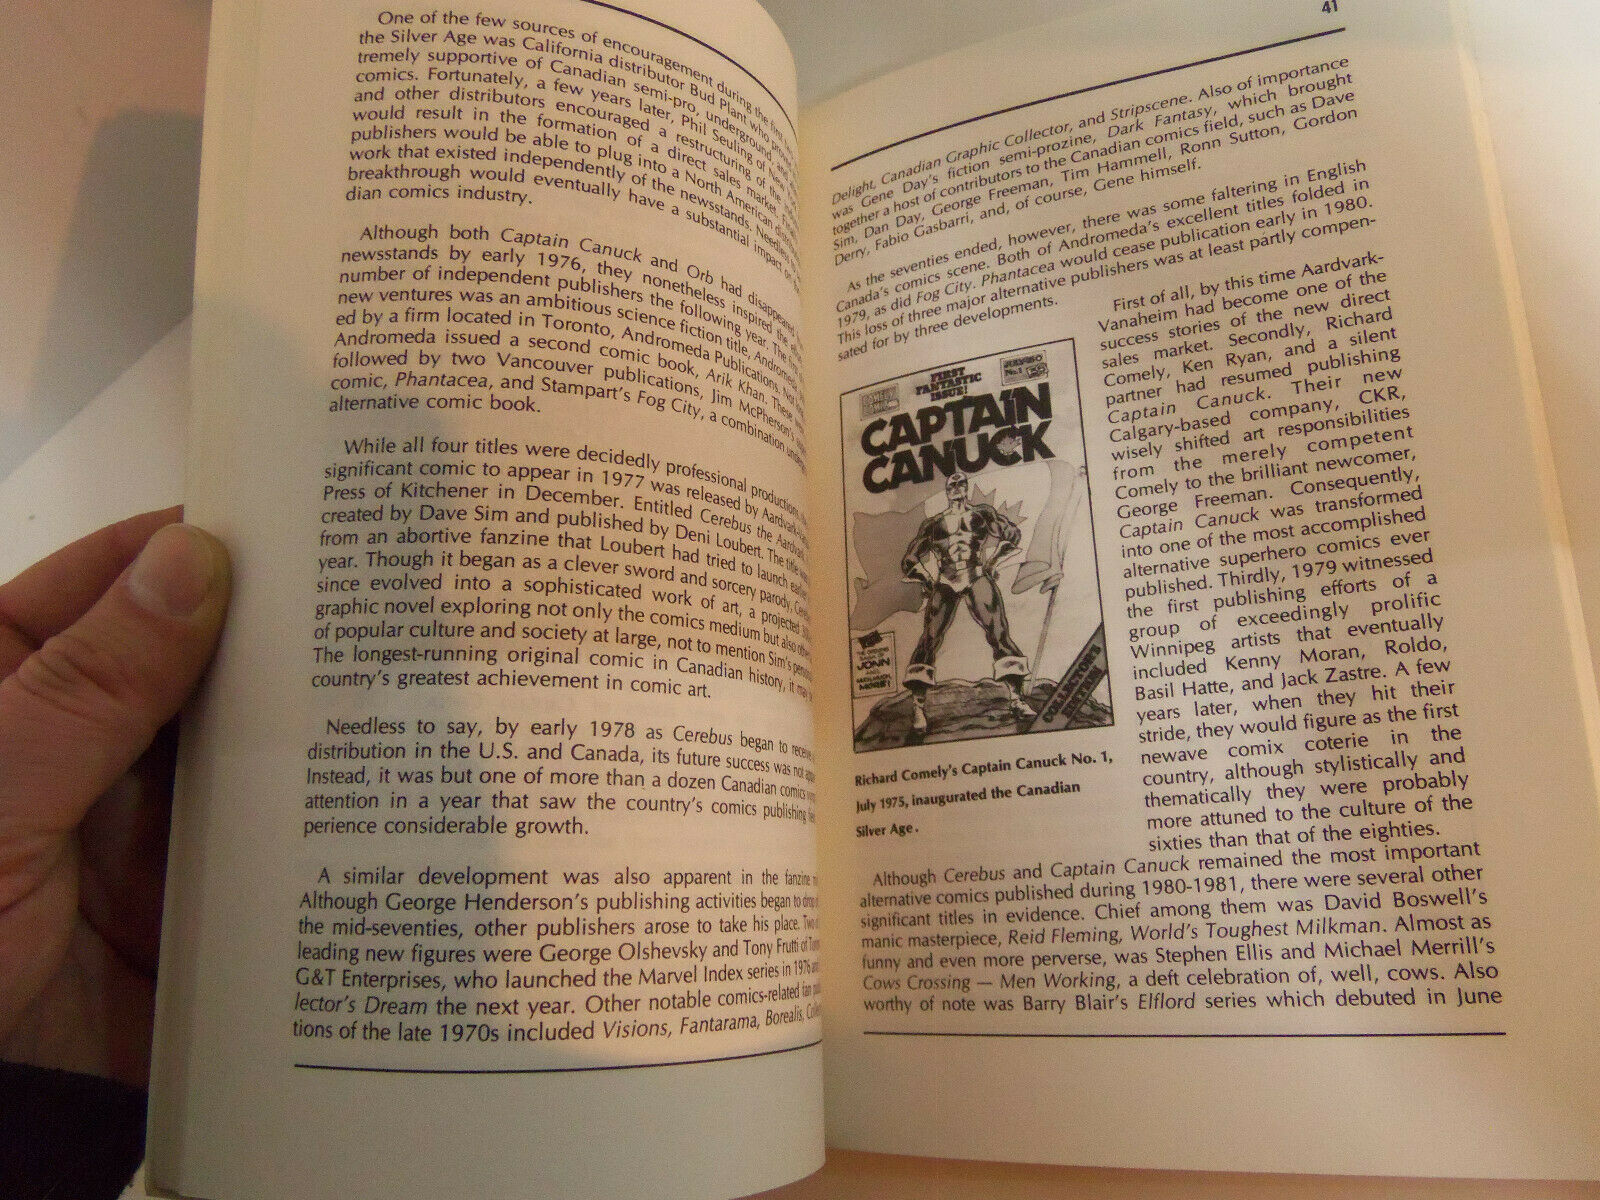 One of the few sources of encouragement during the first
the Silver Age was California distributor Bud Plant who
tremely supportive of Canadian semi-pro, underground and
comics. Fortunately, a few years later, Phil Seuling of New
and other distributors encouraged a restructuring of the
would result in the formation of a direct sales market.
publishers would be able to plug into a North American
work that existed independently of the newsstands. Needless
breakthrough would eventually have a substantial impact on
dian comics industry.
Although both Captain Canuck and Orb had disappeared
newsstands by early 1976, they nonetheless inspired the
number of independent publishers the following year. The
new ventures was an ambitious science fiction title, Andromeda
ed by a firm located in Toronto, Andromeda Publications. Not
Andromeda issued a second comic book, Arik Khan. These
followed by two Vancouver publications, Jim McPherson's
comic, Phantacea, and Stampart's Fog City, a combination
alternative comic book.
While all four titles were decidedly professional productions,
significant comic to appear in 1977 was released by Aardvark-
Press of Kitchener in December. Entitled Cerebus the Aardvark
created by Dave Sim and published by Deni Loubert. The title
from an abortive fanzine that Loubert had tried to launch earlier
year. Though it began as a clever sword and sorcery parody,
since evolved into a sophisticated work of art, a projected
graphic novel exploring not only the comics medium but also
of popular culture and society at large, not to mention Sim's
The longest-running original comic in Canadian history, it may
country's greatest achievement in comic art.
Needless to say, by early 1978 as Cerebus began to receive
distribution in the U.S. and Canada, its future success was not
Instead, it was but one of more than a dozen Canadian comics
attention in a year that saw the country's comics publishing
perience considerable growth.
A similar development was also apparent in the fanzine
Although George Henderson's publishing activities began to drop
the mid-seventies, other publishers arose to take his place. Two
leading new figures were George Olshevsky and Tony Frutti of
G&T Enterprises, who launched the Marvel Index series in 1976 and
lector's Dream the next year. Other notable comics-related fan
tions of the late 1970s included Visions, Fantarama, Borealis,
41
Delight, Canadian Graphic Collector, and Stripscene. Also of importance
was Gene Day's fiction semi-prozine, Dark Fantasy, which brought
together a host of contributors to the Canadian comics field, such as Dave
Sim, Dan Day, George Freeman, Tim Hammell, Ronn Sutton, Gordon
Derry, Fabio Gasbarri, and, of course, Gene himself.
As the seventies ended, however, there was some faltering in English
Canada's comics scene. Both of Andromeda's excellent titles folded in
1979, as did Fog City. Phantacea would cease publication early in 1980.
This loss of three major alternative publishers was at least partly compen-
sated for by three developments.
First of all, by this time Aardvark-
Vanaheim had become one of the
success stories of the new direct
sales market. Secondly, Richard
Comely, Ken Ryan, and a silent
partner had resumed publishing
Captain Canuck. Their new
Calgary-based company, CKR,
wisely shifted art responsibilities
from the merely competent
Comely to the brilliant newcomer,
George Freeman. Consequently,
Captain Canuck was transformed
into one of the most accomplished
alternative superhero comics ever
published. Thirdly, 1979 witnessed
the first publishing efforts of a
group of exceedingly prolific
Winnipeg artists that eventually
included Kenny Moran, Roldo,
Basil Hatte, and Jack Zastre. A few
years later, when they hit their
stride, they would figure as the first
newave comix coterie in the
country, although stylistically and
thematically they were probably
more attuned to the culture of the
sixties than that of the eighties.
FIRST
FANTASTIC
ISSUE!
No. 1
CAPTAIN
CANUCK
COLLECTOR'S
EDITION
Richard Comely's Captain Canuck No. 1,
July 1975, inaugurated the Canadian
Silver Age.
Although Cerebus and Captain Canuck remained the most important
alternative comics published during 1980-1981, there were several other
significant titles in evidence. Chief among them was David Boswell's
manic masterpiece, Reid Fleming, World's Toughest Milkman. Almost as
funny and even more perverse, was Stephen Ellis and Michael Merrill's
Cows Crossing — Men Working, a deft celebration of, well, cows. Also
worthy of note was Barry Blair's Elflord series which debuted in June